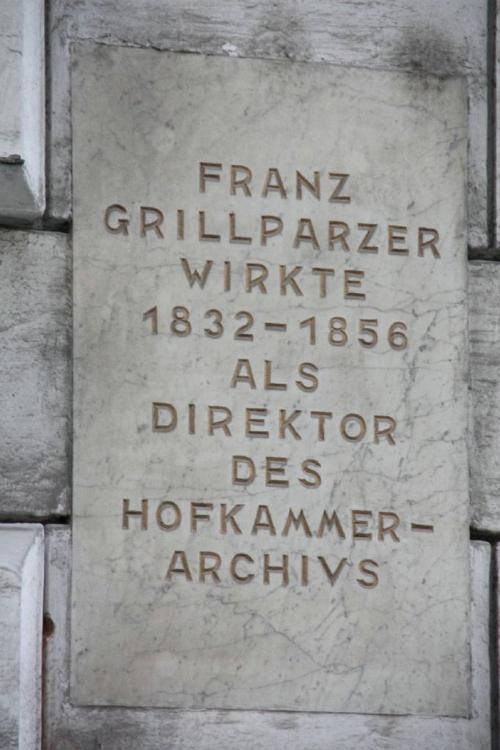 FRANZ
GRILLPARZER
WIRKTE
1832-1856
ALS
DIREKTOR
DES
HOFKAMMER-
ARCHIVS